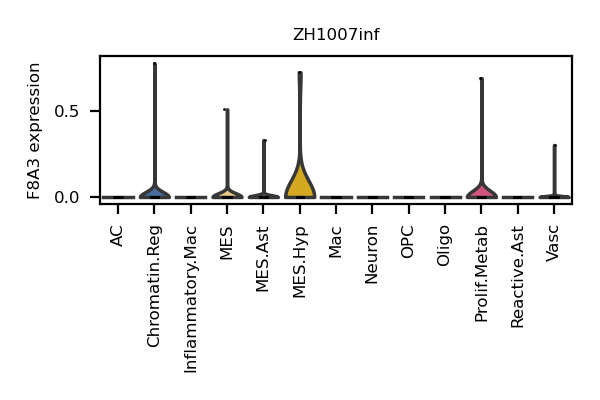 ZH1007inf
F8A3 expression
0.5
0.0
AC
Chromatin.Reg
Inflammatory.Mac
MES
MES.Ast
MES.Hyp
Mac
Neuron
OPC
Oligo
Prolif.Metab
Reactive.Ast
Vasc